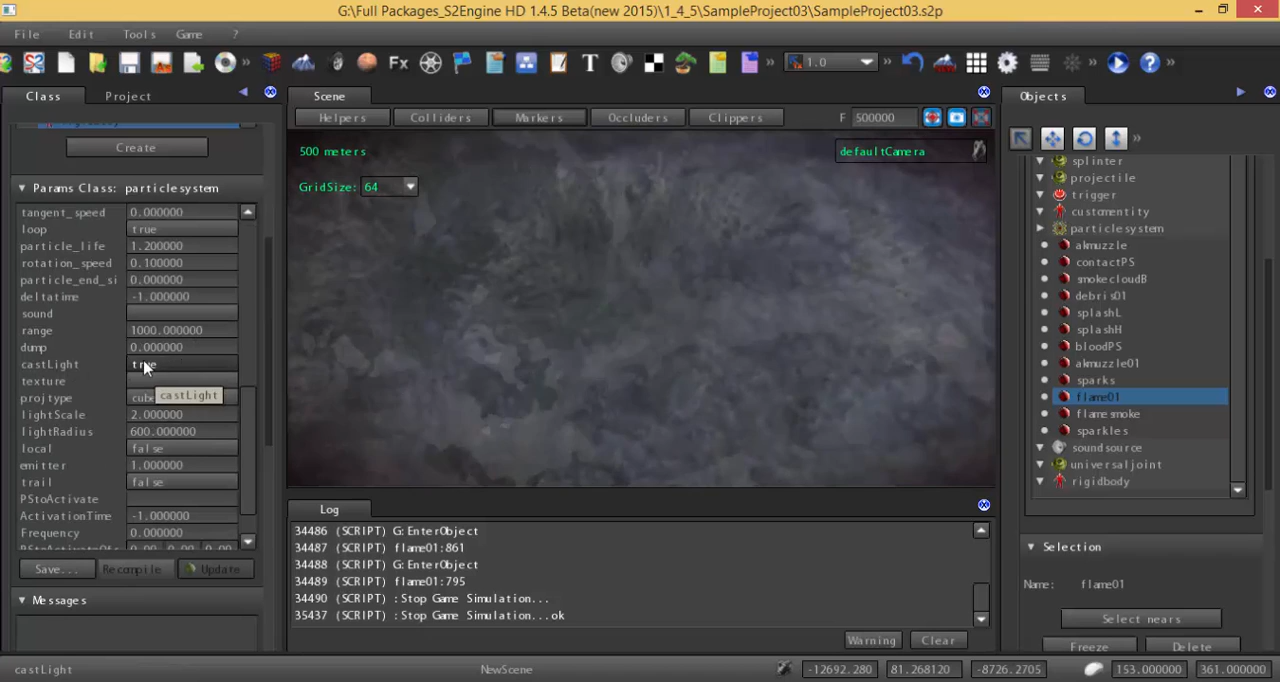 G:\Full Packages_S2Engine HD 1.4.5 Beta(new 2015)\1_4_5\SampleProject03\SampleProject03.s2p
File Edit Tools Game ?
Fx T 1.0
Class Project
Scene
Objects
Helpers Colliders Markers Occluders Clippers F 500000
Create
500 meters
defaultCamera
GridSize: 64
Params Class: particlesystem
tangent_speed 0.000000
loop true
particle_life 1.200000
rotation_speed 0.100000
particle_end_si 0.000000
deltatime -1.000000
sound
range 1000.000000
dump 0.000000
castLight
texture
projtype cube
castLight
lightScale 2.000000
lightRadius 600.000000
local false
emitter 1.000000
trail false
PStoActivate
ActivationTime -1.000000
Frequency 0.000000
Save... Recompile Update
Messages
splinter
projectile
trigger
customentity
particlesystem
akmuzzle
contactPS
smokecloudB
debris01
splashL
splashH
bloodPS
akmuzzle01
sparks
flame01
flamesmoke
sparkles
soundsource
universaljoint
rigidbody
Log
34486 (SCRIPT) G:EnterObject
34487 (SCRIPT) flame01:861
34488 (SCRIPT) G:EnterObject
34489 (SCRIPT) flame01:795
34490 (SCRIPT) :Stop Game Simulation...
35437 (SCRIPT) :Stop Game Simulation...ok
Warning Clear
Selection
Name: flame01
Select nears
Freeze Delete
castLight NewScene -12692.280 81.268120 -8726.2705 153.000000 361.000000